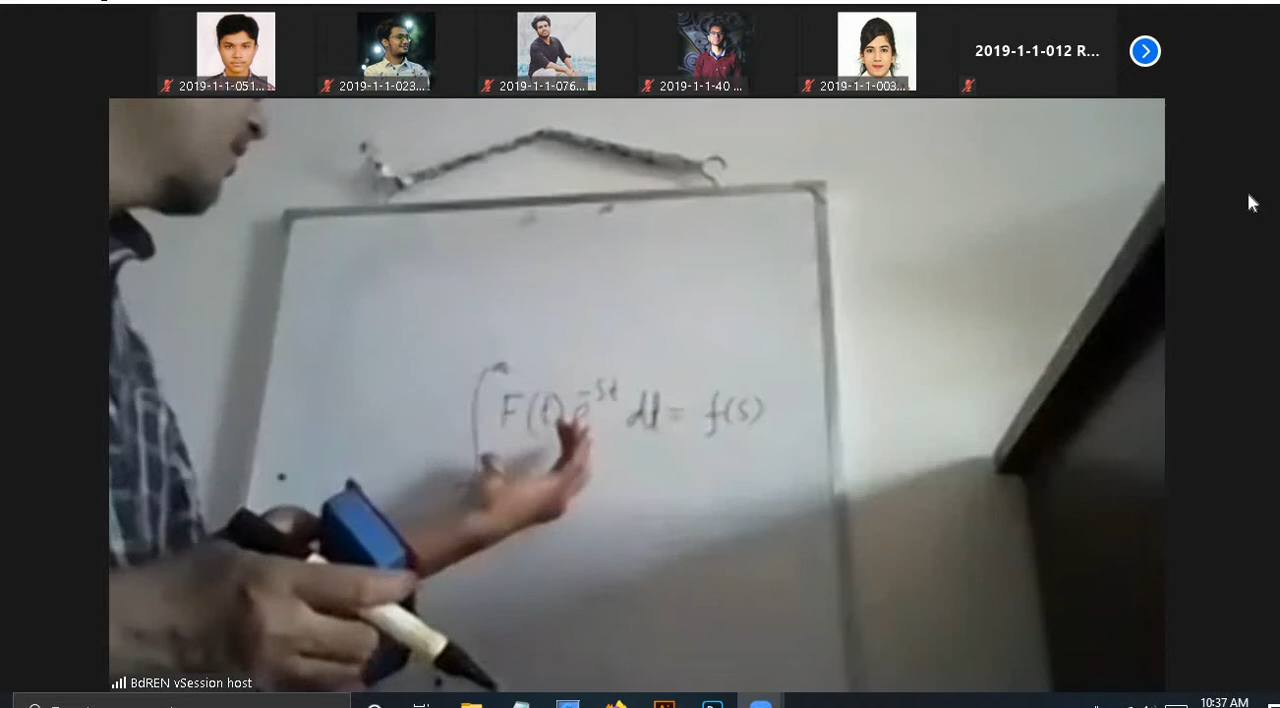 2019-1-1-051...
2019-1-1-023...
2019-1-1-076...
2019-1-1-40 ...
2019-1-1-003...
2019-1-1-012 R...
F(t) e^-st dt = f(s)
BdREN vSession host
10:37 AM